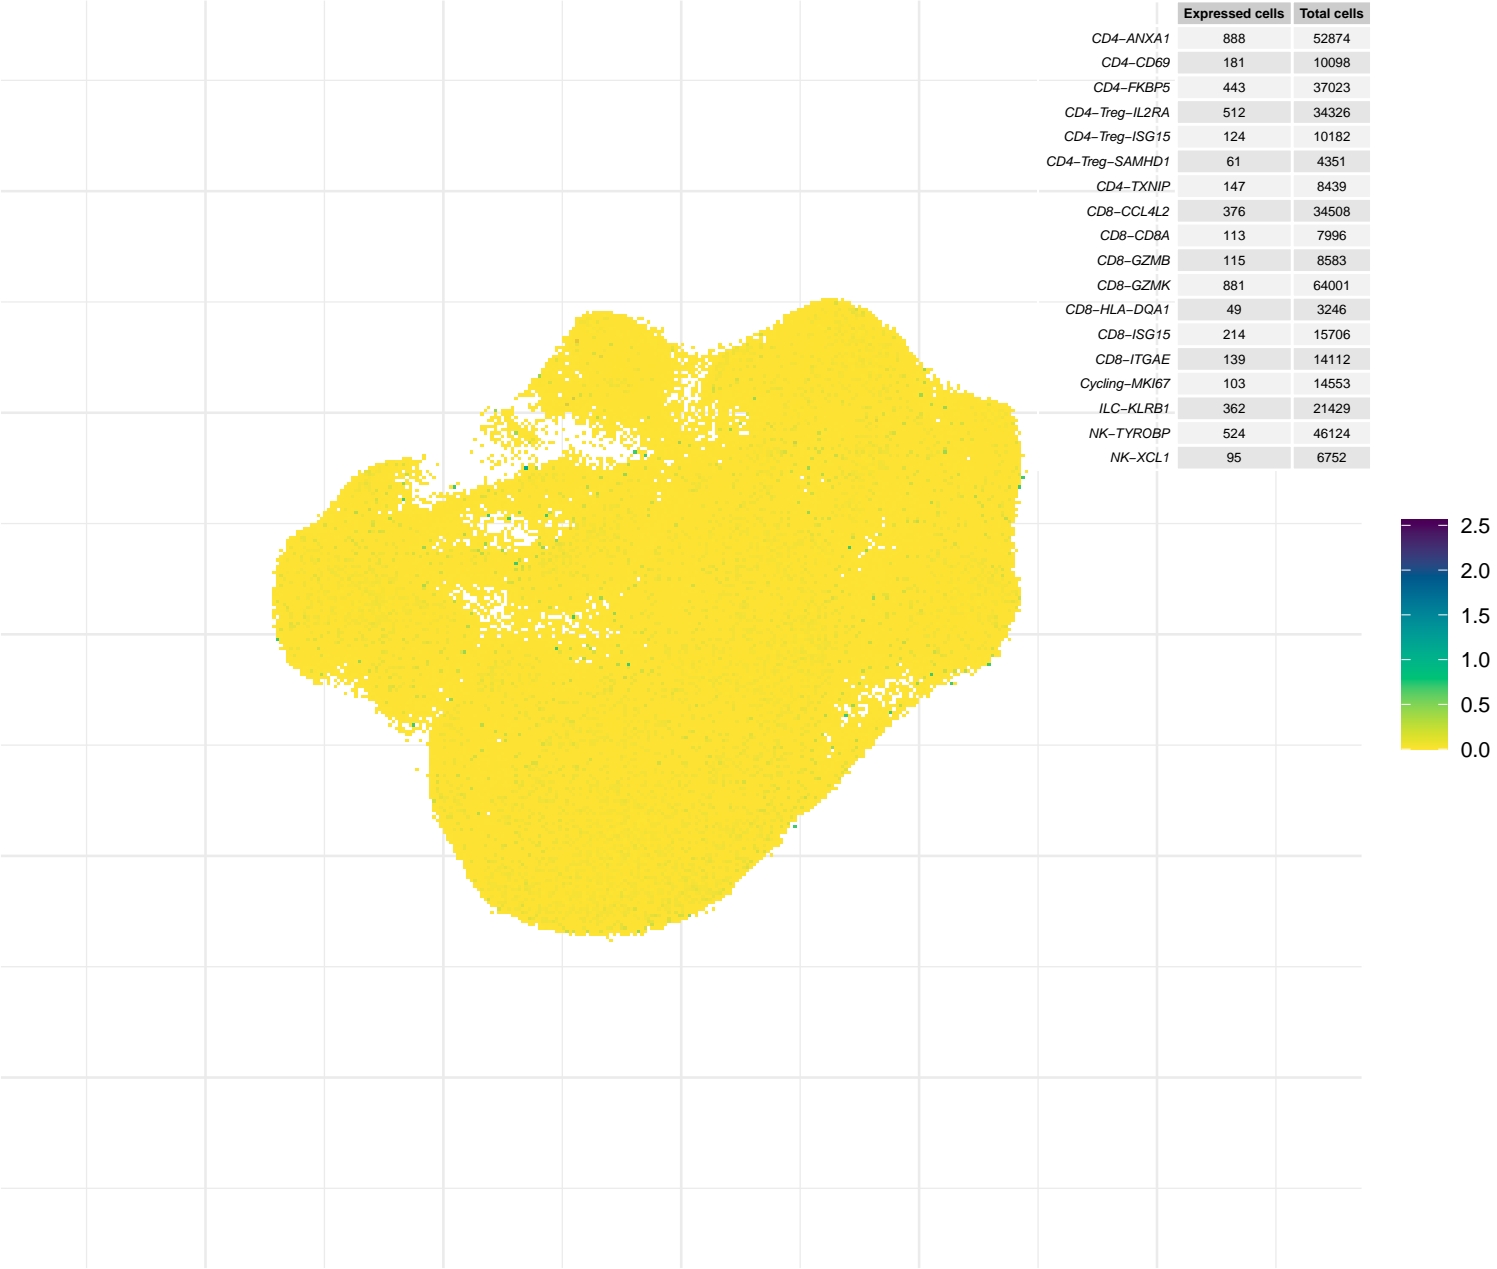 Expressed cells Total cells
CD4−ANXA1 888 52874
CD4−CD69 181 10098
CD4−FKBP5 443 37023
CD4−Treg−IL2RA 512 34326
CD4−Treg−ISG15 124 10182
CD4−Treg−SAMHD1 61 4351
CD4−TXNIP 147 8439
CD8−CCL4L2 376 34508
CD8−CD8A 113 7996
CD8−GZMB 115 8583
CD8−GZMK 881 64001
CD8−HLA−DQA1 49 3246
CD8−ISG15 214 15706
CD8−ITGAE 139 14112
Cycling−MKI67 103 14553
ILC−KLRB1 362 21429
NK−TYROBP 524 46124
NK−XCL1 95 6752
2.5
2.0
1.5
1.0
0.5
0.0